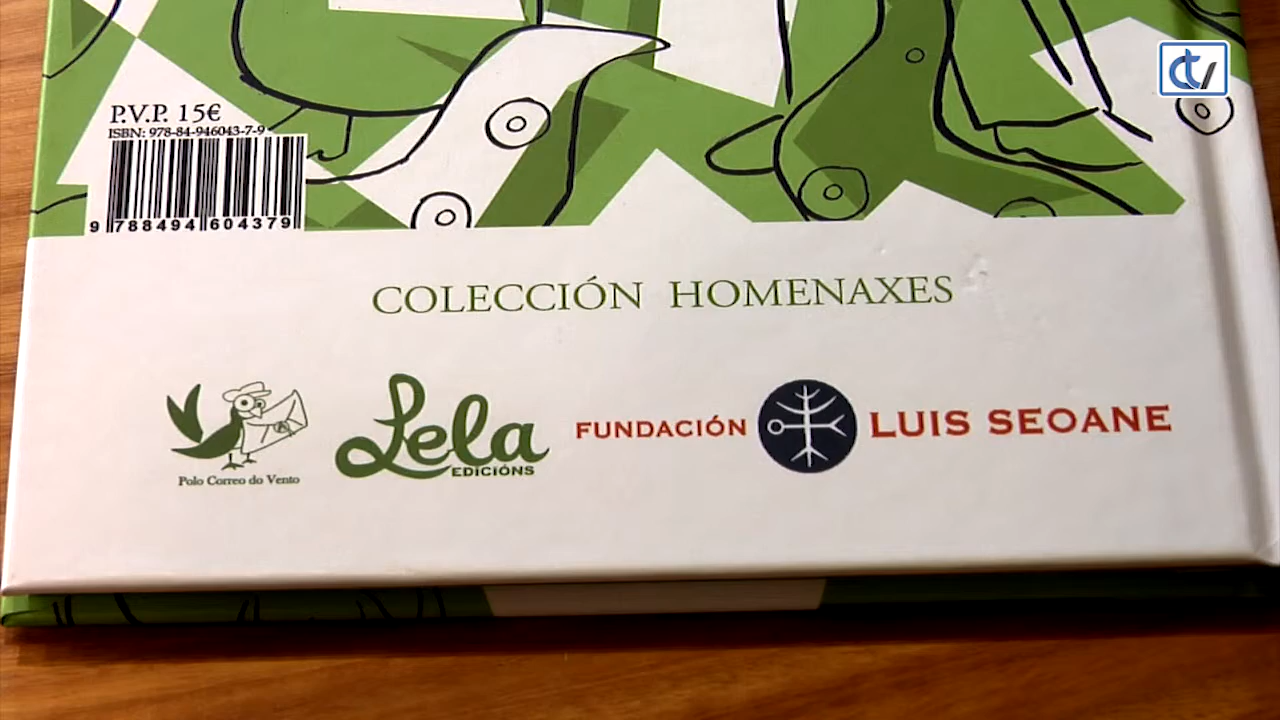 P.V.P. 15€
ISBN: 978-84-946043-7-9
9 788494 604379
COLECCIÓN HOMENAXES
Polo Correo do Vento
Lela
EDICIÓNS
FUNDACIÓN LUIS SEOANE